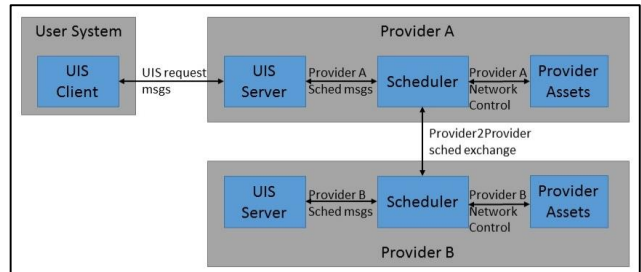 User System
Provider A
UIS
Client
UIS request
msgs
UIS
Server
Provider A
Sched msgs
Scheduler
Provider A
Network
Control
Provider
Assets
Provider2Provider
sched exchange
UIS
Server
Provider B
Sched msgs
Scheduler
Provider B
Network
Control
Provider
Assets
Provider B